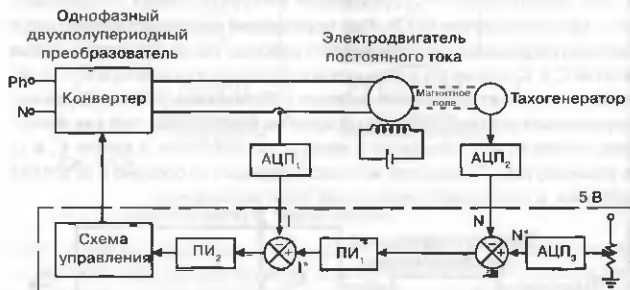 Однофазный
двухполупериодный
преобразователь
Электродвигатель
постоянного тока
Ph
N
Конвертер
Магнитное
поле
Тахогенератор
АЦП₁
АЦП₂
5 В
I
N
N*
Схема
управления
ПИ₂
I*
ПИ₁
АЦП₃